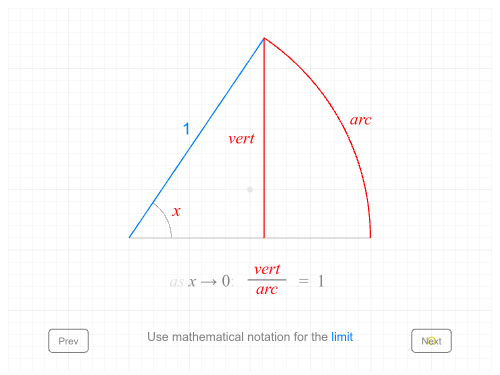 1
vert
arc
x
as x → 0: vert/arc = 1
Use mathematical notation for the limit
Prev
Next